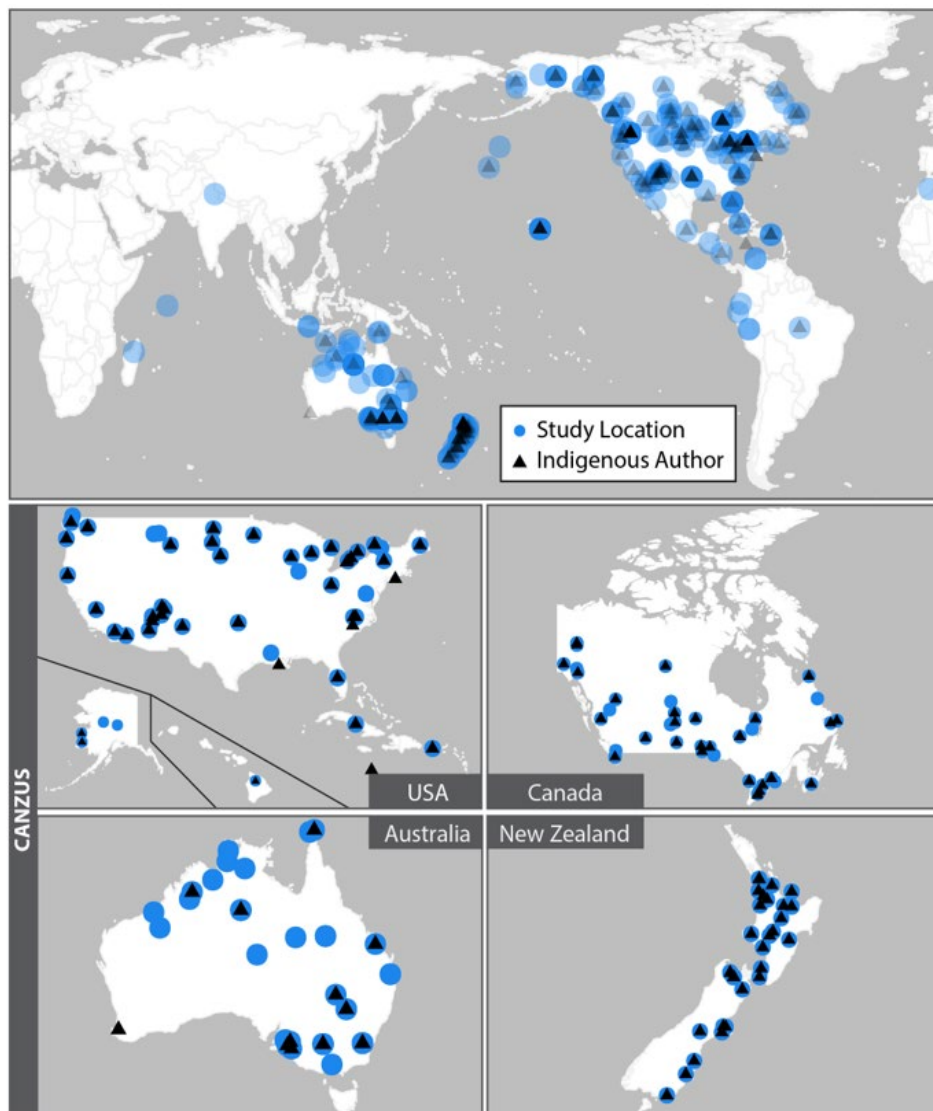 Study Location
Indigenous Author
CANZUS
USA
Canada
Australia
New Zealand